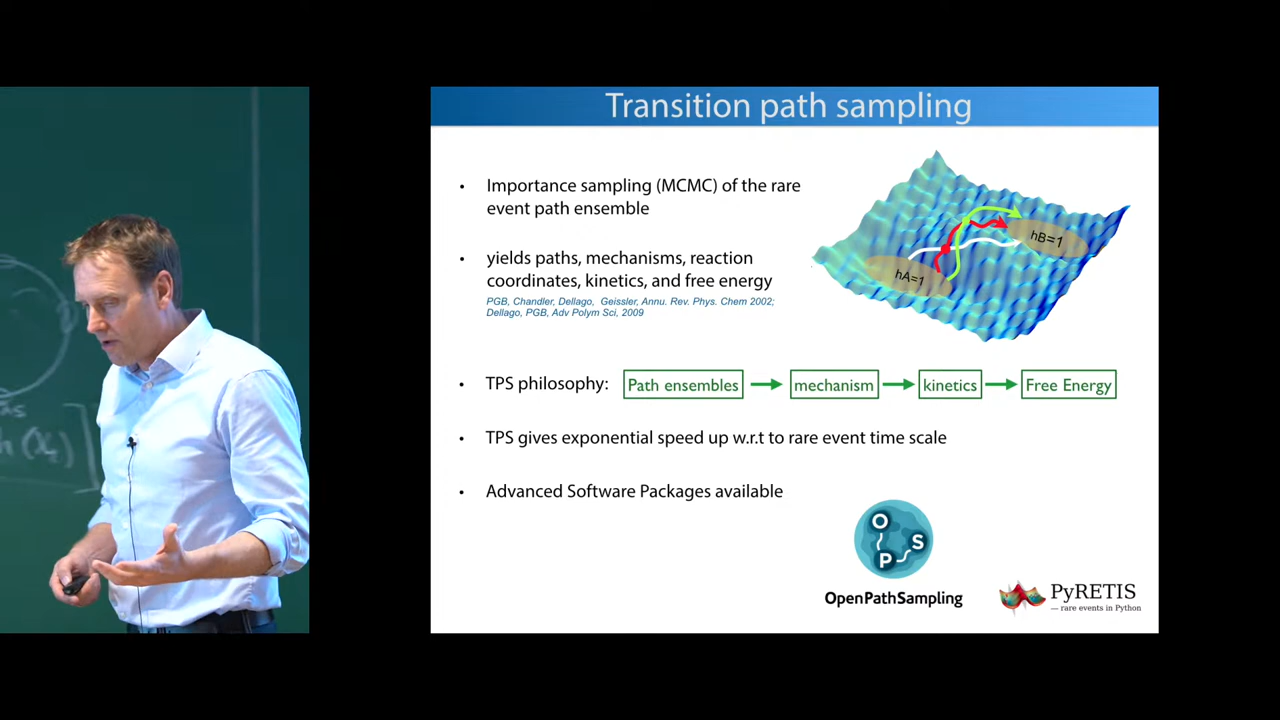 Transition path sampling
• Importance sampling (MCMC) of the rare
event path ensemble
• yields paths, mechanisms, reaction
coordinates, kinetics, and free energy
PGB, Chandler, Dellago, Geissler, Annu. Rev. Phys. Chem 2002;
Dellago, PGB, Adv Polym Sci, 2009
hA=1
hB=1
• TPS philosophy: Path ensembles mechanism kinetics Free Energy
• TPS gives exponential speed up w.r.t to rare event time scale
• Advanced Software Packages available
O
P S
OpenPathSampling
PyRETIS
— rare events in Python